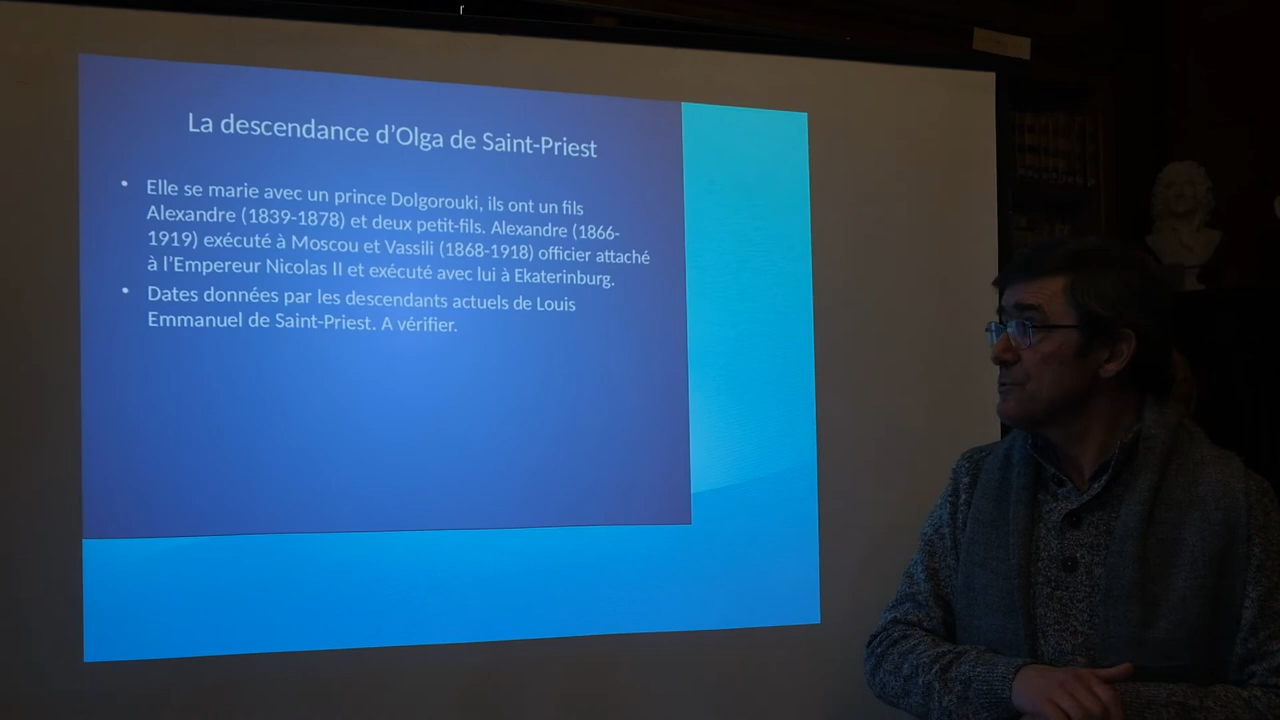 La descendance d’Olga de Saint-Priest
• Elle se marie avec un prince Dolgorouki, ils ont un fils
Alexandre (1839-1878) et deux petit-fils. Alexandre (1866-
1919) exécuté à Moscou et Vassili (1868-1918) officier attaché
à l’Empereur Nicolas II et exécuté avec lui à Ekaterinburg.
• Dates données par les descendants actuels de Louis
Emmanuel de Saint-Priest. A vérifier.